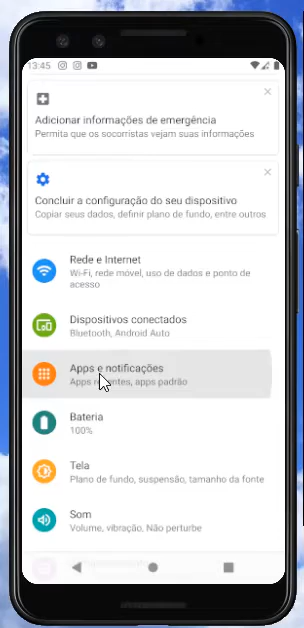 13:45
Adicionar informações de emergência
Permita que os socorristas vejam suas informações
Concluir a configuração do seu dispositivo
Copiar seus dados, definir plano de fundo, entre outros
Rede e Internet
Wi-Fi, rede móvel, uso de dados e ponto de
acesso
Dispositivos conectados
Bluetooth, Android Auto
Apps e notificações
Apps recentes, apps padrão
Bateria
100%
Tela
Plano de fundo, suspensão, tamanho da fonte
Som
Volume, vibração, Não perturbe